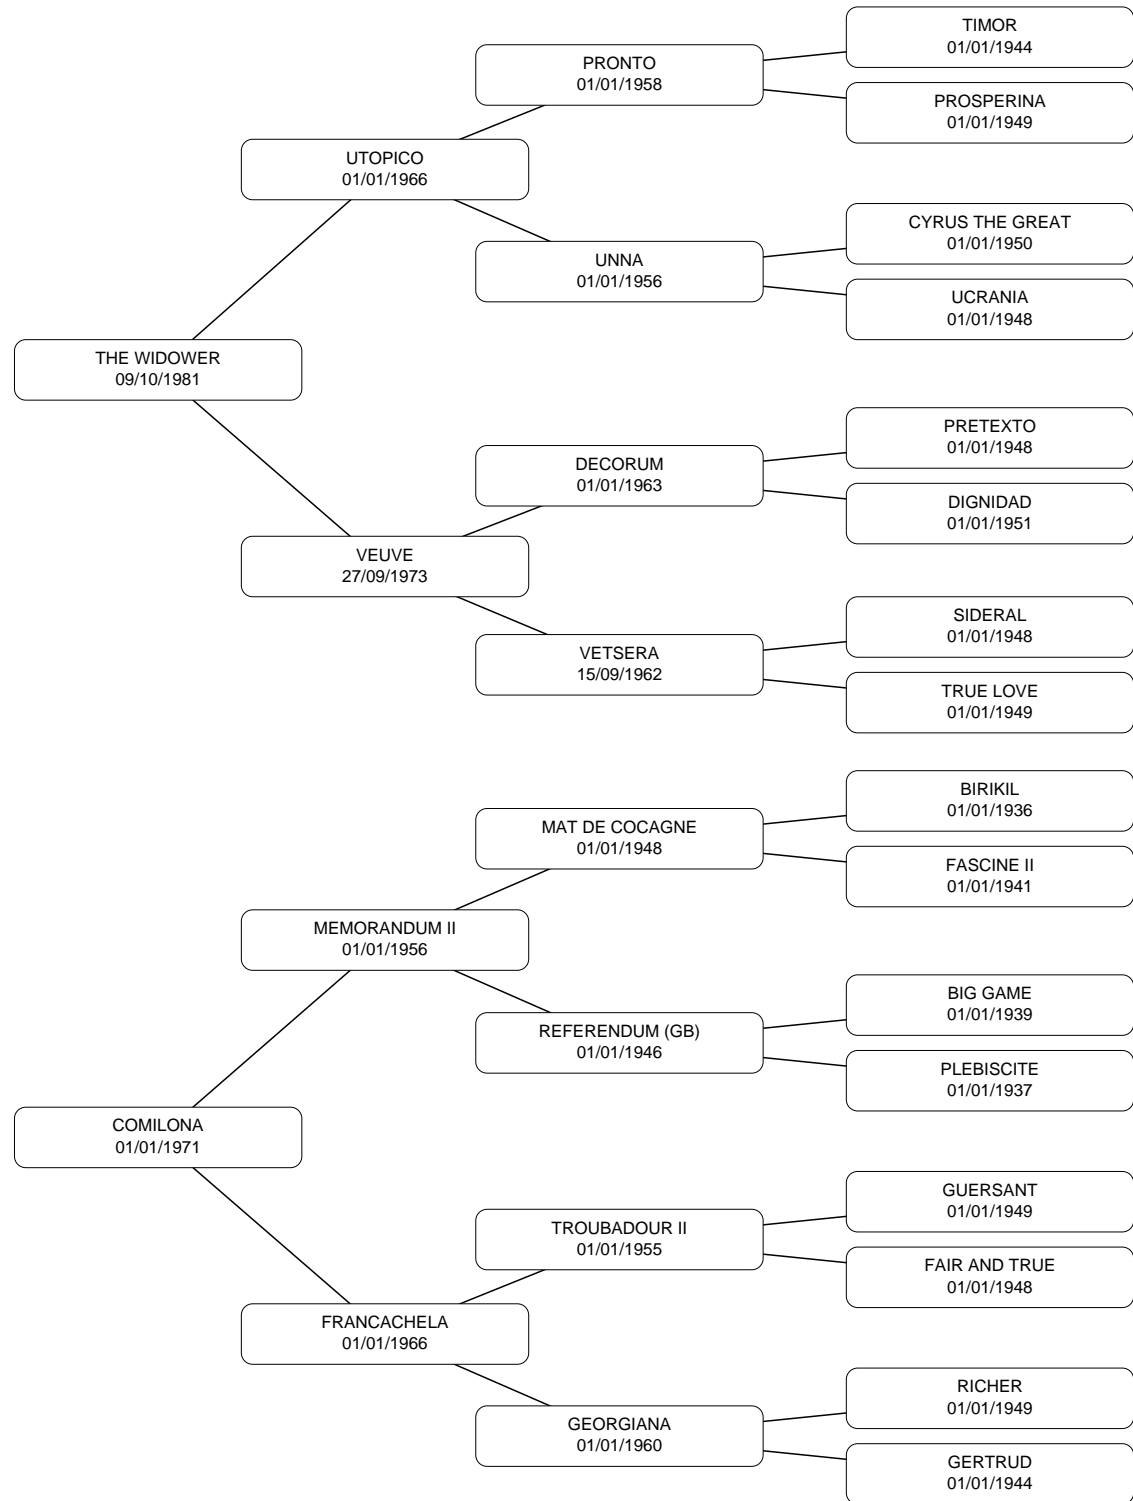 TIMOR
01/01/1944
PRONTO
01/01/1958
PROSPERINA
01/01/1949
UTOPICO
01/01/1966
CYRUS THE GREAT
01/01/1950
UNNA
01/01/1956
UCRANIA
01/01/1948
THE WIDOWER
09/10/1981
PRETEXTO
01/01/1948
DECORUM
01/01/1963
DIGNIDAD
01/01/1951
VEUVE
27/09/1973
SIDERAL
01/01/1948
VETSERA
15/09/1962
TRUE LOVE
01/01/1949
BIRIKIL
01/01/1936
MAT DE COCAGNE
01/01/1948
FASCINE II
01/01/1941
MEMORANDUM II
01/01/1956
BIG GAME
01/01/1939
REFERENDUM (GB)
01/01/1946
PLEBISCITE
01/01/1937
COMILONA
01/01/1971
GUERSANT
01/01/1949
TROUBADOUR II
01/01/1955
FAIR AND TRUE
01/01/1948
FRANCACHELA
01/01/1966
RICHER
01/01/1949
GEORGIANA
01/01/1960
GERTRUD
01/01/1944